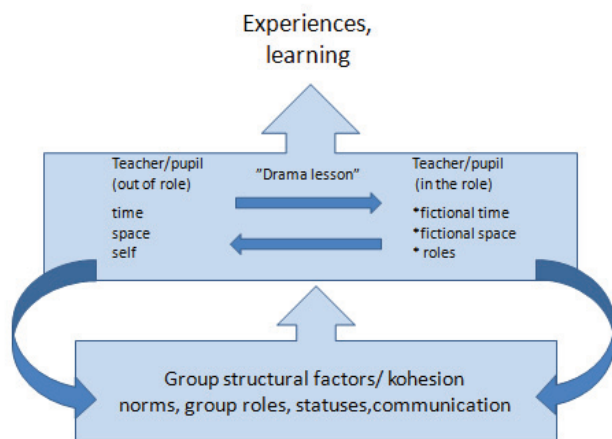 Experiences,
learning
Teacher/pupil
(out of role)
time
space
self
”Drama lesson”
Teacher/pupil
(in the role)
*fictional time
*fictional space
* roles
Group structural factors/ kohesion
norms, group roles, statuses,communication